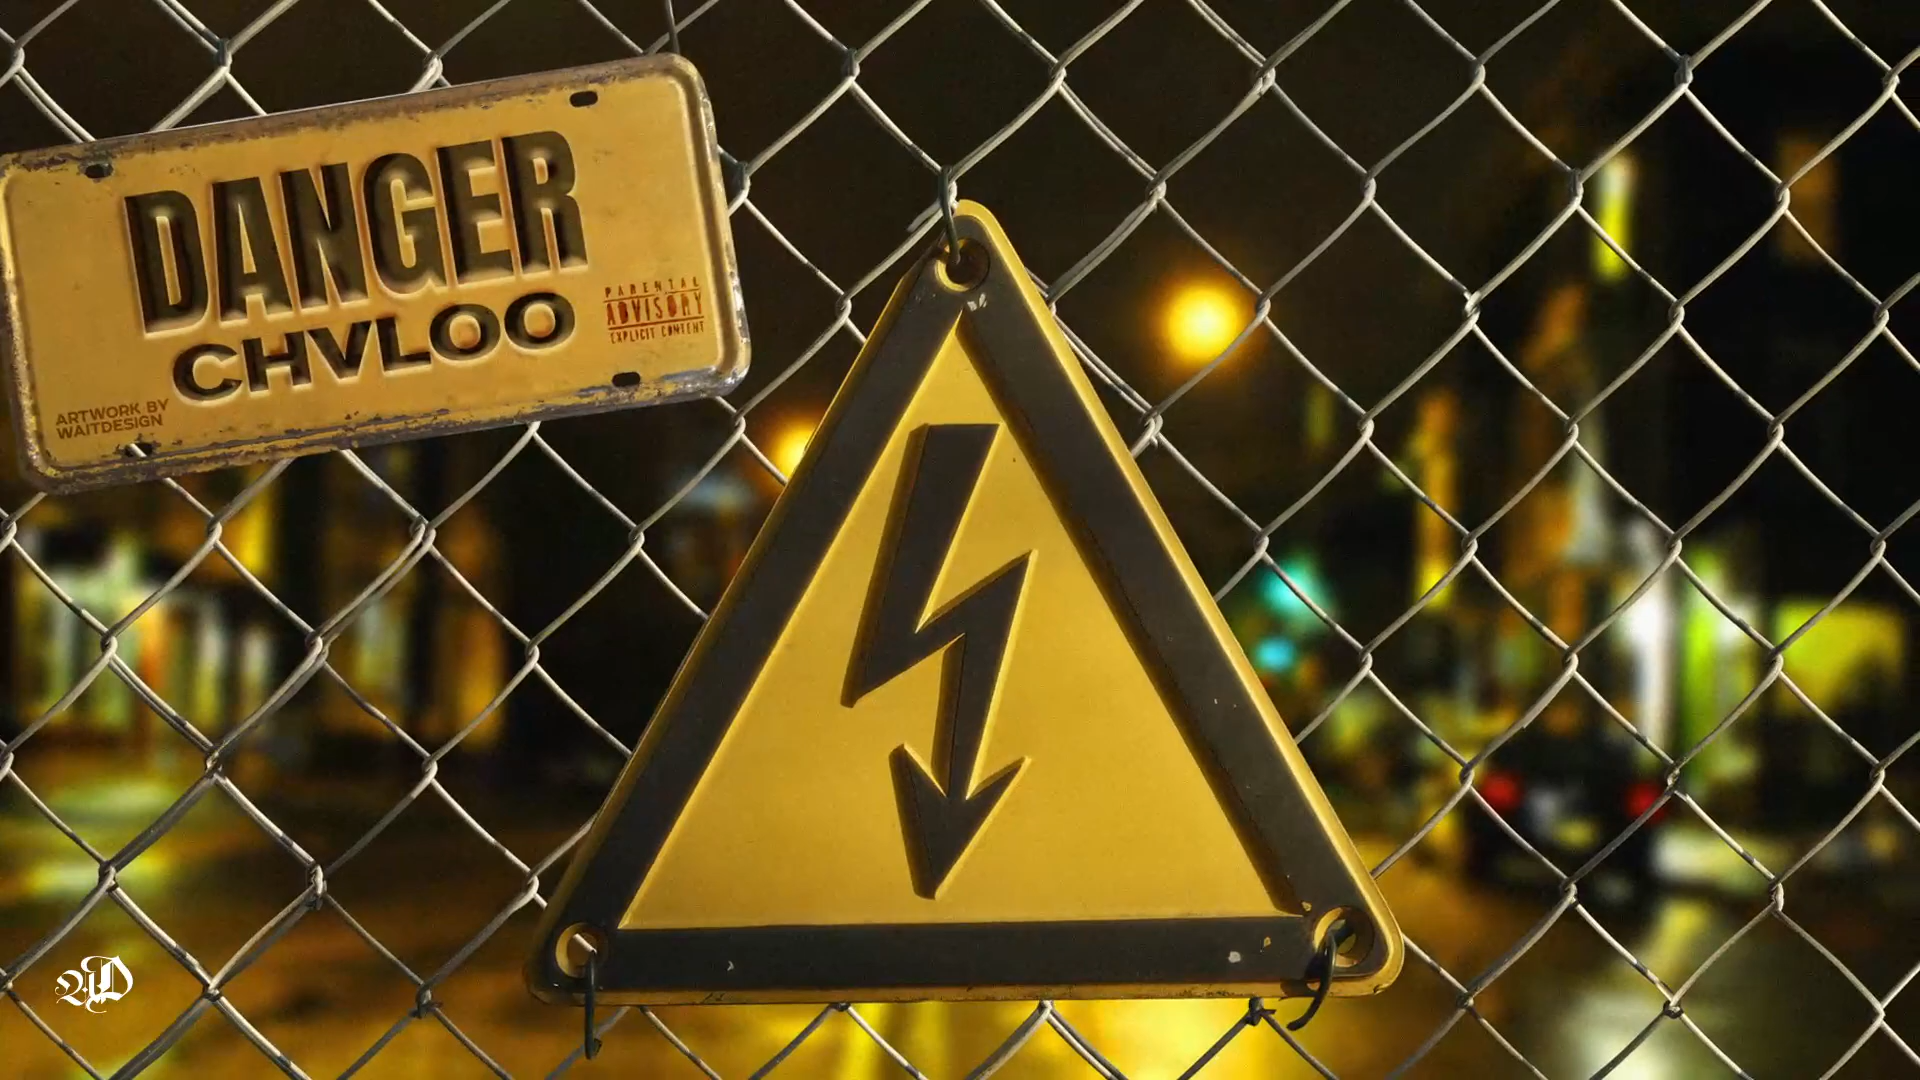 DANGER
CHVLOO
PARENTAL
ADVISORY
EXPLICIT CONTENT
ARTWORK BY
WAITDESIGN